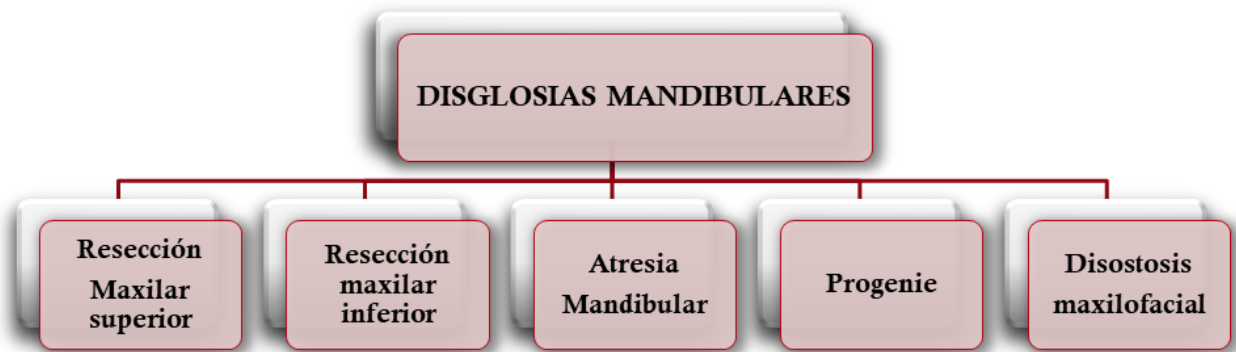 DISGLOSIAS MANDIBULARES
Resección
Maxilar
superior
Resección
maxilar
inferior
Atresia
Mandibular
Progenie
Disostosis
maxilofacial